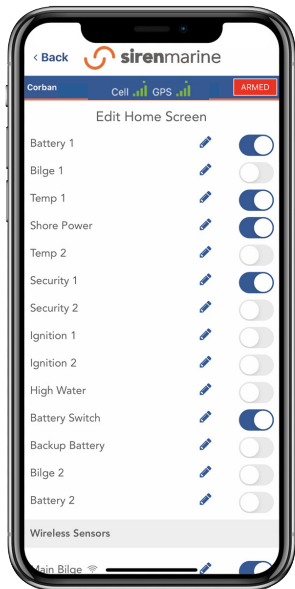 < Back sirenmarine
Corban Cell GPS ARMED
Edit Home Screen
Battery 1
Bilge 1
Temp 1
Shore Power
Temp 2
Security 1
Security 2
Ignition 1
Ignition 2
High Water
Battery Switch
Backup Battery
Bilge 2
Battery 2
Wireless Sensors
Main Bilge